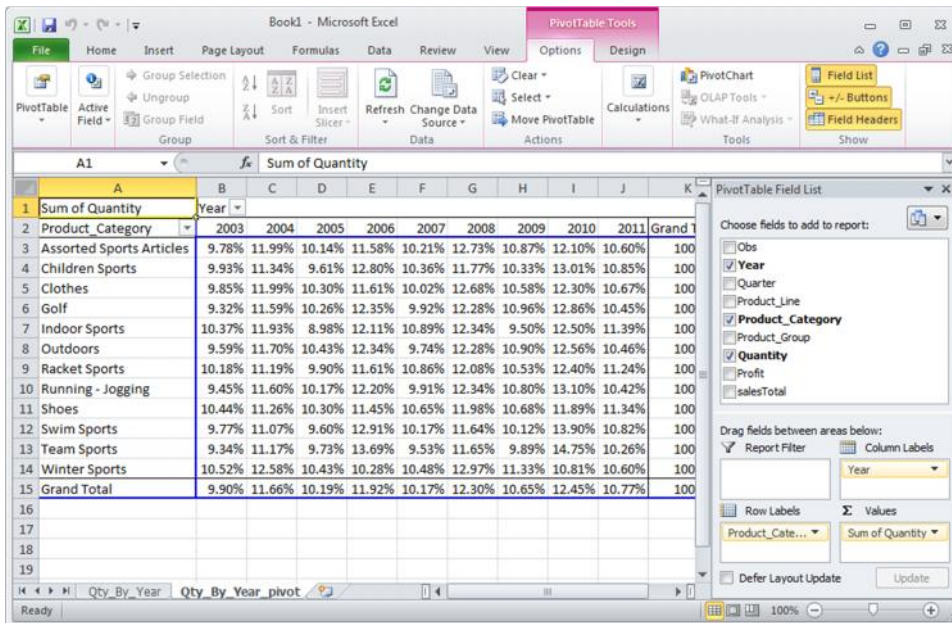 Book1 - Microsoft Excel
PivotTable Tools
File Home Insert Page Layout Formulas Data Review View Options Design
PivotTable
Active Field
Group Selection
Ungroup
Group Field
Group
Sort
Insert Slicer
Sort & Filter
Refresh
Change Data Source
Data
Clear
Select
Move PivotTable
Actions
Calculations
PivotChart
OLAP Tools
What-If Analysis
Tools
Field List
+/- Buttons
Field Headers
Show
A1 fx Sum of Quantity
A B C D E F G H I J K
1 Sum of Quantity Year
2 Product_Category 2003 2004 2005 2006 2007 2008 2009 2010 2011 Grand T
3 Assorted Sports Articles 9.78% 11.99% 10.14% 11.58% 10.21% 12.73% 10.87% 12.10% 10.60% 100
4 Children Sports 9.93% 11.34% 9.61% 12.80% 10.36% 11.77% 10.33% 13.01% 10.85% 100
5 Clothes 9.85% 11.99% 10.30% 11.61% 10.02% 12.68% 10.58% 12.30% 10.67% 100
6 Golf 9.32% 11.59% 10.26% 12.35% 9.92% 12.28% 10.96% 12.86% 10.45% 100
7 Indoor Sports 10.37% 11.93% 8.98% 12.11% 10.89% 12.34% 9.50% 12.50% 11.39% 100
8 Outdoors 9.59% 11.70% 10.43% 12.34% 9.74% 12.28% 10.90% 12.56% 10.46% 100
9 Racket Sports 10.18% 11.19% 9.90% 11.61% 10.86% 12.08% 10.53% 12.40% 11.24% 100
10 Running - Jogging 9.45% 11.60% 10.17% 12.20% 9.91% 12.34% 10.80% 13.10% 10.42% 100
11 Shoes 10.44% 11.26% 10.30% 11.45% 10.65% 11.98% 10.68% 11.89% 11.34% 100
12 Swim Sports 9.77% 11.07% 9.60% 12.91% 10.17% 11.64% 10.12% 13.90% 10.82% 100
13 Team Sports 9.34% 11.17% 9.73% 13.69% 9.53% 11.65% 9.89% 14.75% 10.26% 100
14 Winter Sports 10.52% 12.58% 10.43% 10.28% 10.48% 12.97% 11.33% 10.81% 10.60% 100
15 Grand Total 9.90% 11.66% 10.19% 11.92% 10.17% 12.30% 10.65% 12.45% 10.77% 100
16
17
18
19
PivotTable Field List
Choose fields to add to report:
Obs
Year
Quarter
Product_Line
Product_Category
Product_Group
Quantity
Profit
salesTotal
Drag fields between areas below:
Report Filter Column Labels
Year
Row Labels Σ Values
Product_Cate... Sum of Quantity
Defer Layout Update Update
Qty_By_Year Qty_By_Year_pivot
Ready 100%